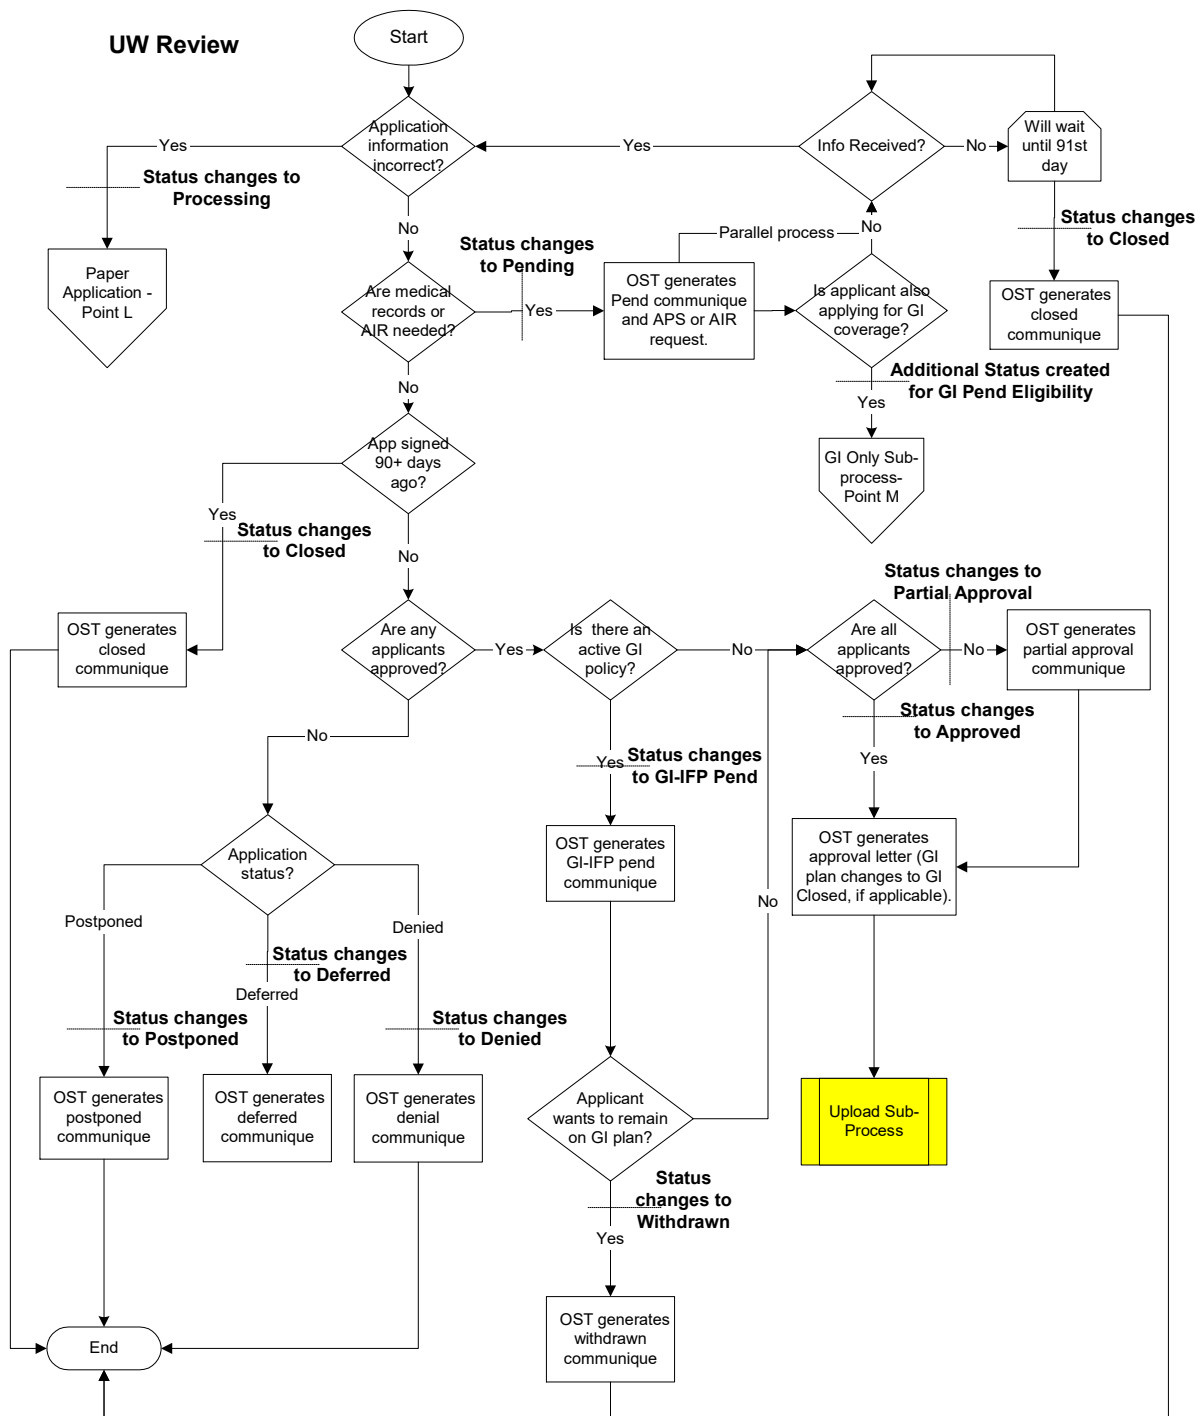 UW Review
Start
Application
information
incorrect?
Yes
Status changes to
Processing
Paper
Application -
Point L
Yes
Info Received?
No
Will wait
until 91st
day
Status changes
to Closed
OST generates
closed
communique
No
Are medical
records or
AIR needed?
Status changes
to Pending
Yes
OST generates
Pend communique
and APS or AIR
request.
Parallel process
No
Is applicant also
applying for GI
coverage?
Additional Status created
for GI Pend Eligibility
Yes
GI Only Sub-
process-
Point M
No
App signed
90+ days
ago?
Yes
Status changes
to Closed
OST generates
closed
communique
No
Are any
applicants
approved?
Yes
Is there an
active GI
policy?
No
Are all
applicants
approved?
Status changes to
Partial Approval
No
OST generates
partial approval
communique
Status changes
to Approved
Yes
OST generates
approval letter (GI
plan changes to GI
Closed, if applicable).
Upload Sub-
Process
Yes
Status changes
to GI-IFP Pend
OST generates
GI-IFP pend
communique
No
Applicant
wants to remain
on GI plan?
Status
changes to
Withdrawn
Yes
OST generates
withdrawn
communique
No
Application
status?
Postponed
Status changes
to Postponed
OST generates
postponed
communique
Status changes
to Deferred
Deferred
OST generates
deferred
communique
Denied
Status changes
to Denied
OST generates
denial
communique
End